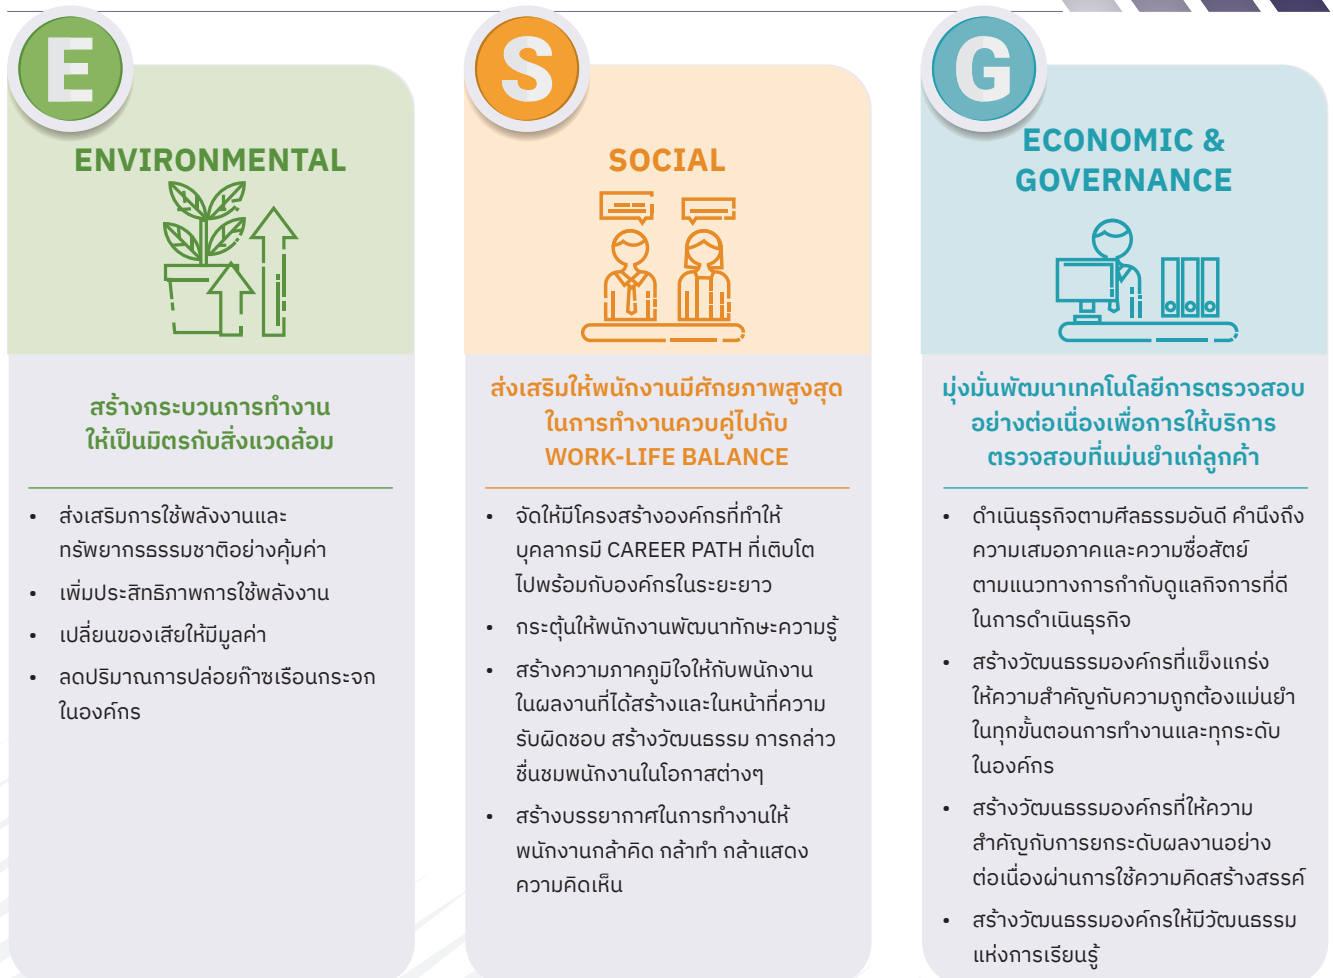 E
ENVIRONMENTAL
สร้างกระบวนการทำงาน
ให้เป็นมิตรกับสิ่งแวดล้อม
• ส่งเสริมการใช้พลังงานและ
ทรัพยากรธรรมชาติอย่างคุ้มค่า
• เพิ่มประสิทธิภาพการใช้พลังงาน
• เปลี่ยนของเสียให้มีมูลค่า
• ลดปริมาณการปล่อยก๊าซเรือนกระจก
ในองค์กร
S
SOCIAL
ส่งเสริมให้พนักงานมีศักยภาพสูงสุด
ในการทำงานควบคู่ไปกับ
WORK-LIFE BALANCE
• จัดให้มีโครงสร้างองค์กรที่ทำให้
บุคลากรมี CAREER PATH ที่เติบโต
ไปพร้อมกับองค์กรในระยะยาว
• กระตุ้นให้พนักงานพัฒนาทักษะความรู้
• สร้างความภาคภูมิใจให้กับพนักงาน
ในผลงานที่ได้สร้างและในหน้าที่ความ
รับผิดชอบ สร้างวัฒนธรรม การกล่าว
ชื่นชมพนักงานในโอกาสต่างๆ
• สร้างบรรยากาศในการทำงานให้
พนักงานกล้าคิด กล้าทำ กล้าแสดง
ความคิดเห็น
G
ECONOMIC &
GOVERNANCE
มุ่งมั่นพัฒนาเทคโนโลยีการตรวจสอบ
อย่างต่อเนื่องเพื่อการให้บริการ
ตรวจสอบที่แม่นยำแก่ลูกค้า
• ดำเนินธุรกิจตามศีลธรรมอันดี คำนึงถึง
ความเสมอภาคและความซื่อสัตย์
ตามแนวทางการกำกับดูแลกิจการที่ดี
ในการดำเนินธุรกิจ
• สร้างวัฒนธรรมองค์กรที่แข็งแกร่ง
ให้ความสำคัญกับความถูกต้องแม่นยำ
ในทุกขั้นตอนการทำงานและทุกระดับ
ในองค์กร
• สร้างวัฒนธรรมองค์กรที่ให้ความ
สำคัญกับการยกระดับผลงานอย่าง
ต่อเนื่องผ่านการใช้ความคิดสร้างสรรค์
• สร้างวัฒนธรรมองค์กรให้มีวัฒนธรรม
แห่งการเรียนรู้